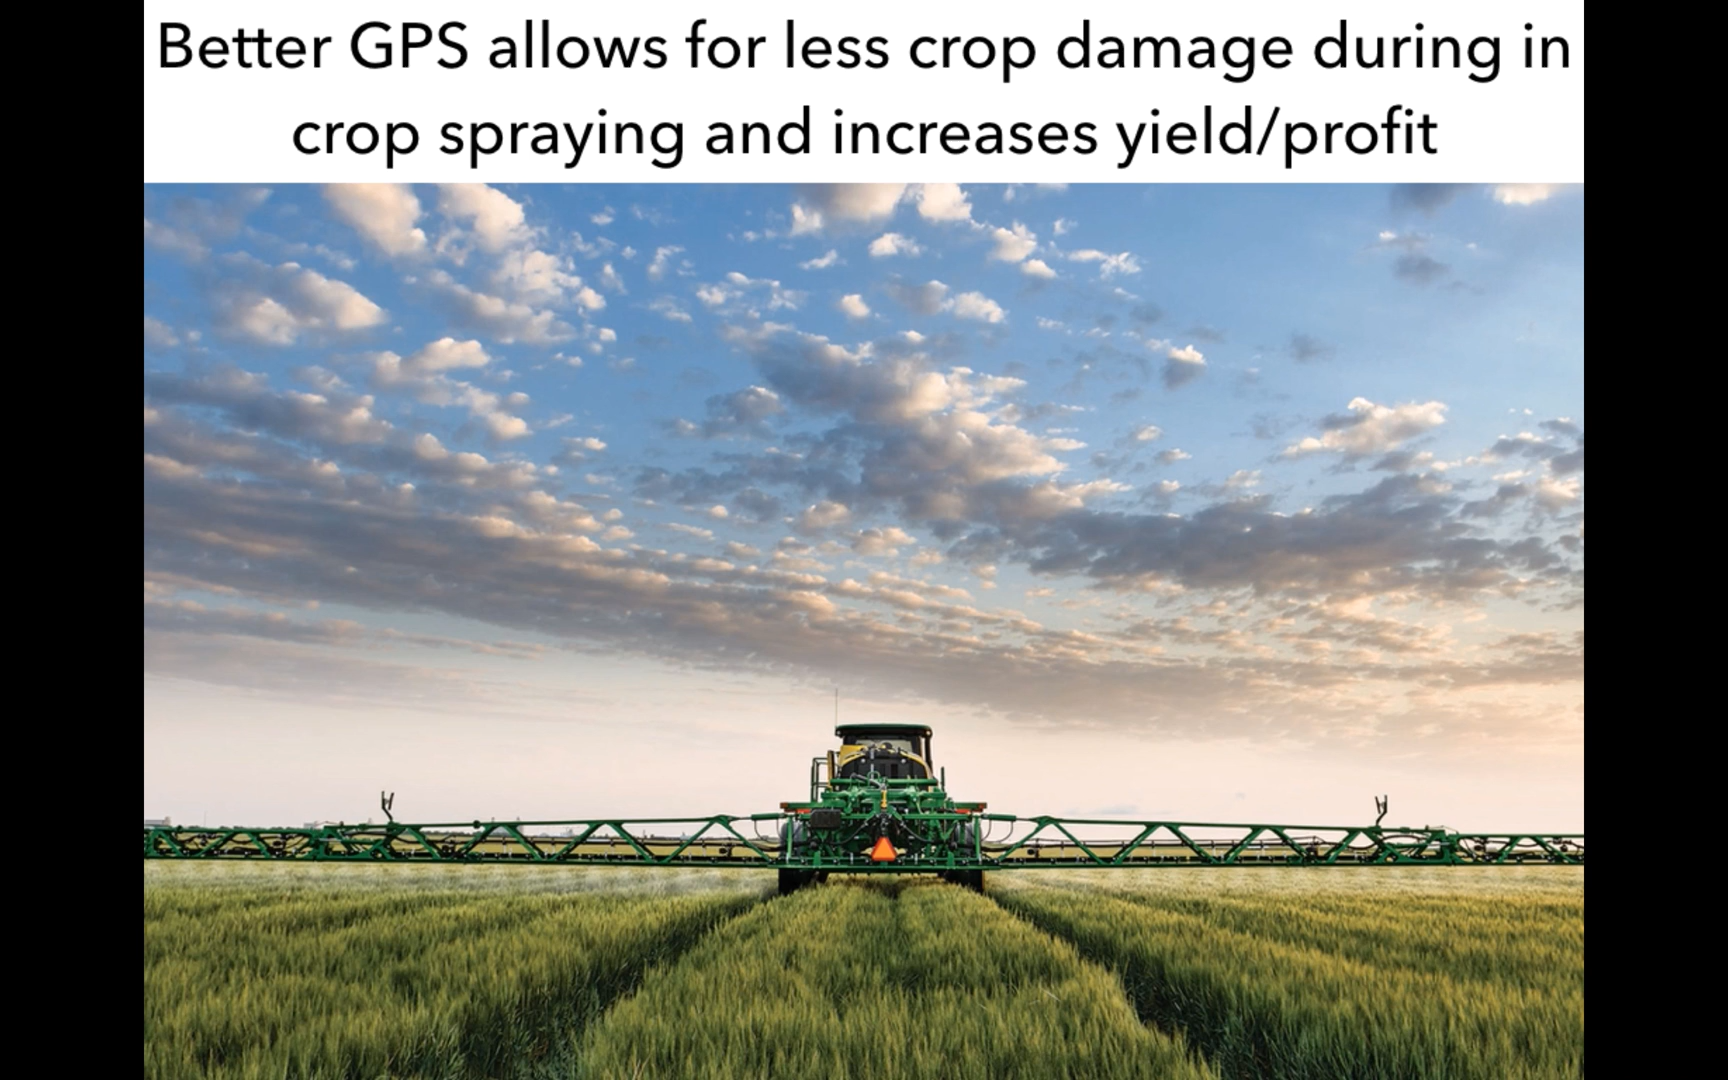 Better GPS allows for less crop damage during in
crop spraying and increases yield/profit